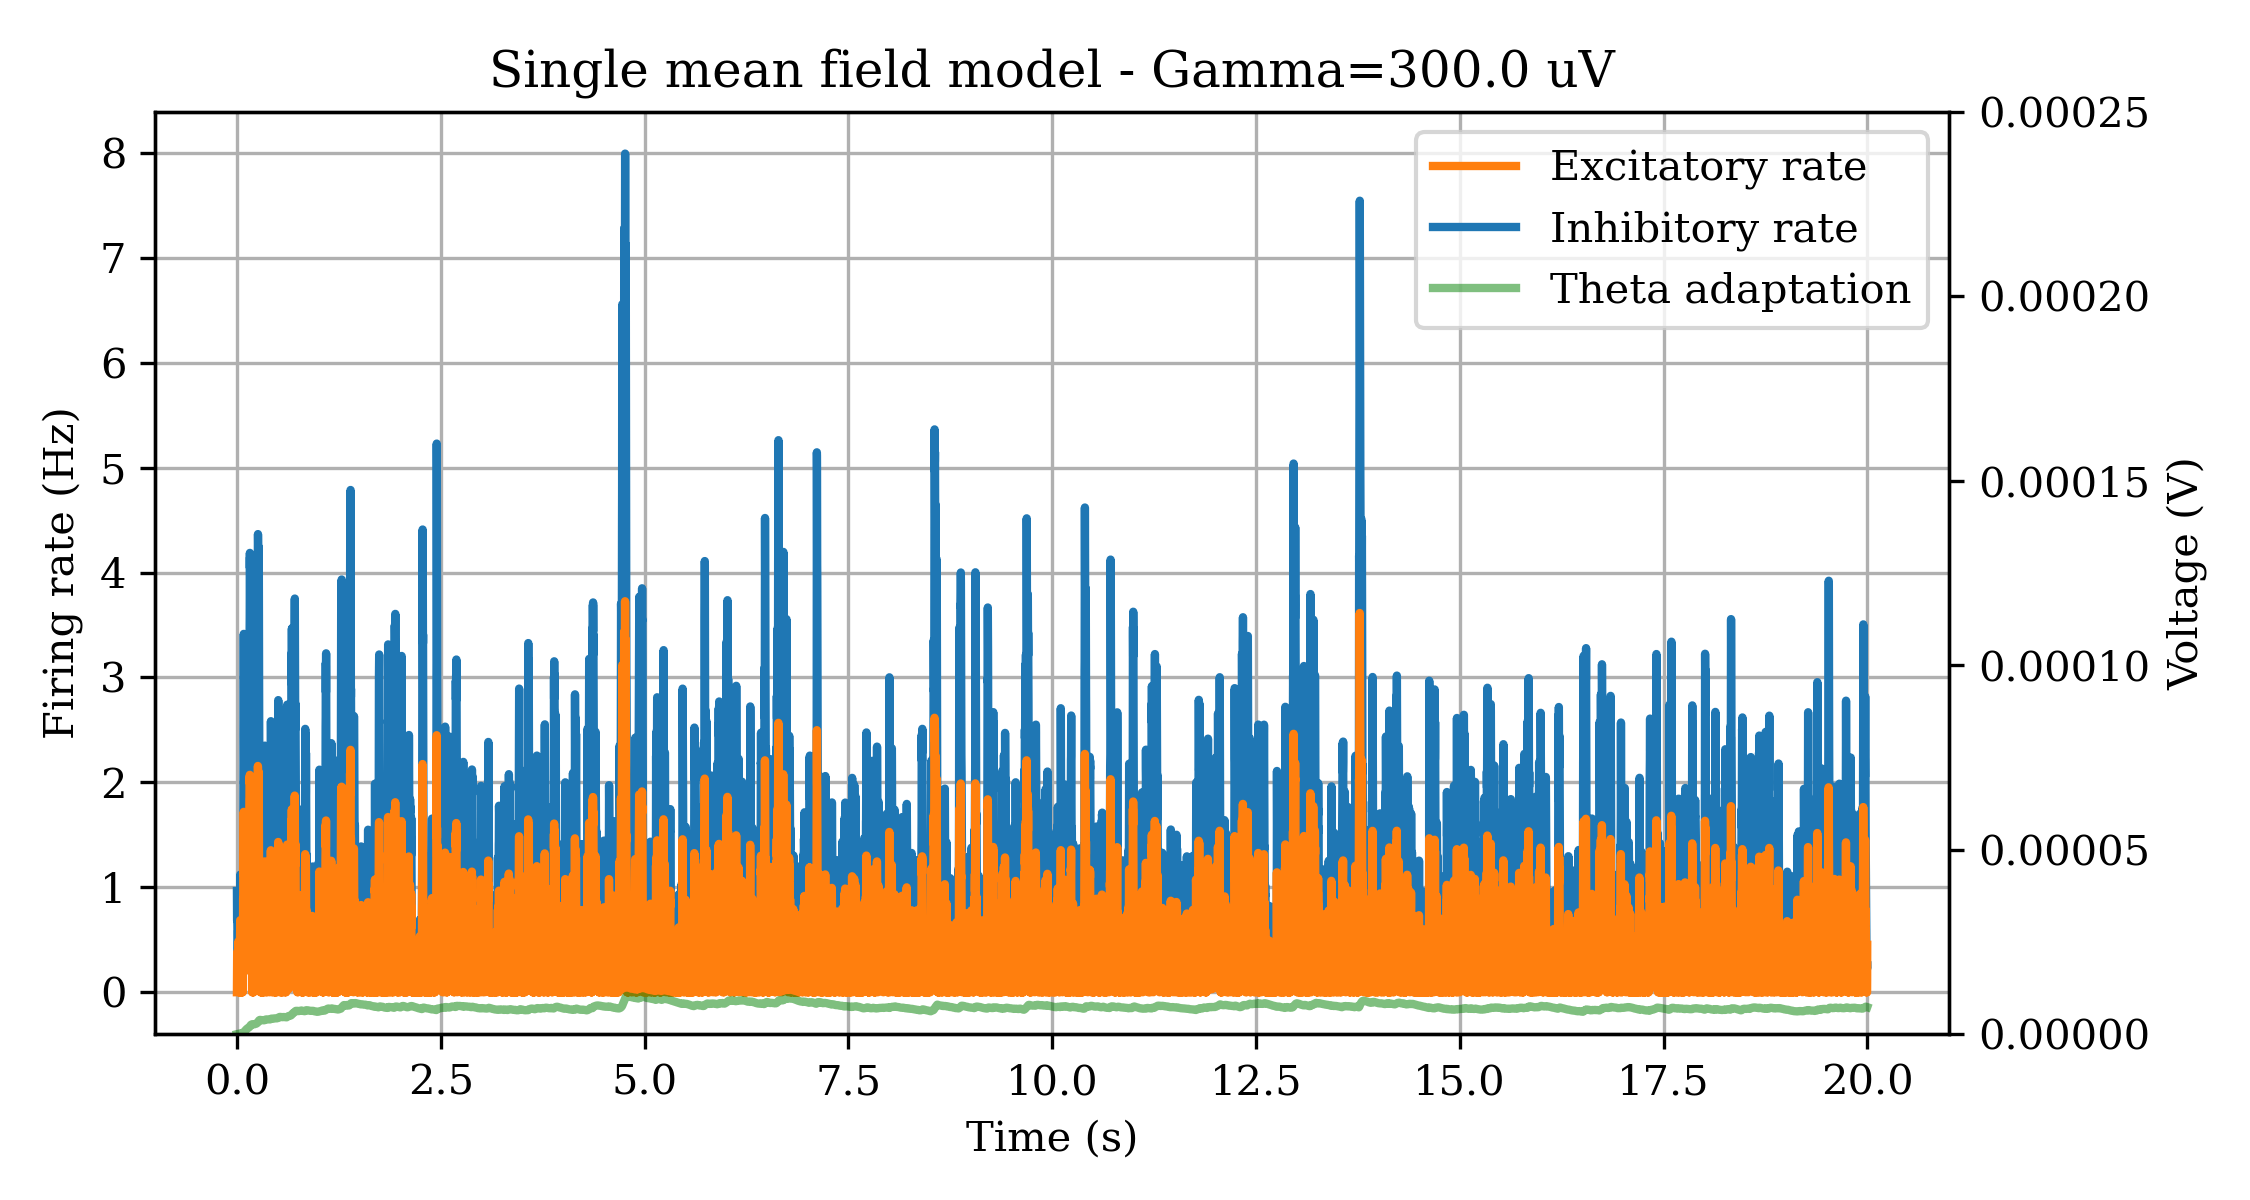 Single mean field model - Gamma=300.0 uV
Excitatory rate
Inhibitory rate
Theta adaptation
8
7
6
5
4
3
2
1
0
Firing rate (Hz)
0.00025
0.00020
0.00015
0.00010
0.00005
0.00000
Voltage (V)
0.0 2.5 5.0 7.5 10.0 12.5 15.0 17.5 20.0
Time (s)